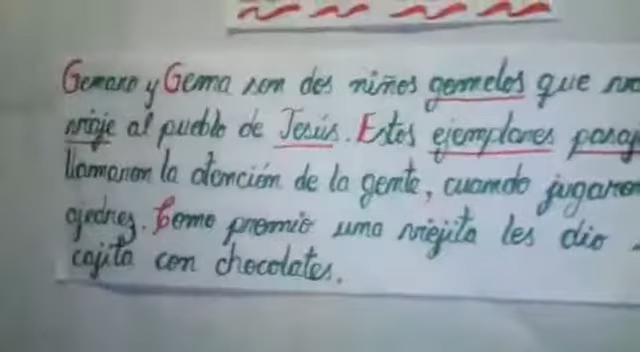 Gemano y Gema son dos niños gemelos que
viaje al pueblo de Jesús. Estos ejemplares
llamaron la atención de la gente, cuando jugaron
ajedrez. Como premio una viejita les dio
cajita con chocolates.